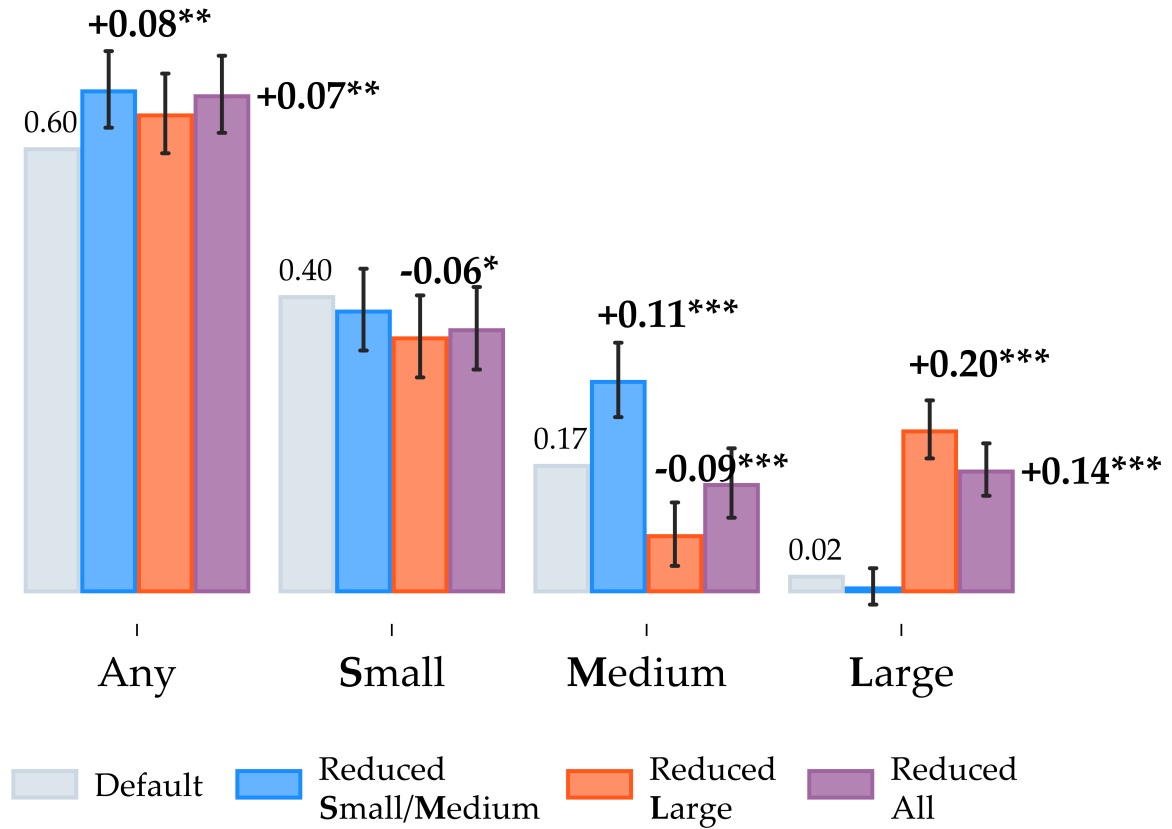 +0.08**
+0.07**
0.60
0.40
-0.06*
+0.11***
0.17
-0.09***
+0.20***
+0.14***
0.02
Any
Small
Medium
Large
Default
Reduced
Small/Medium
Reduced
Large
Reduced
All